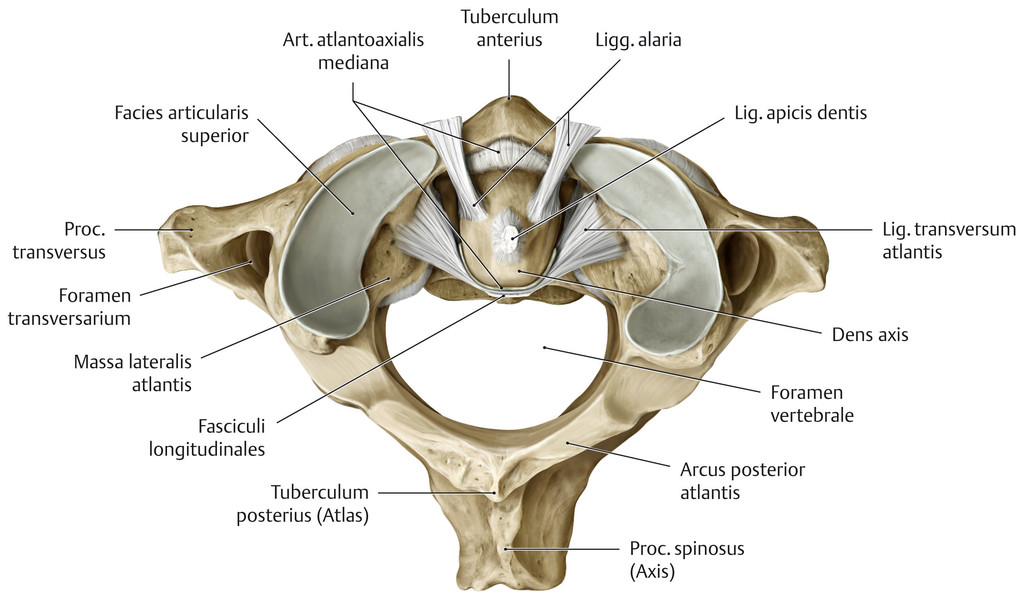 Tuberculum
anterius
Art. atlantoaxialis
mediana
Ligg. alaria
Facies articularis
superior
Lig. apicis dentis
Proc.
transversus
Lig. transversum
atlantis
Foramen
transversarium
Dens axis
Massa lateralis
atlantis
Foramen
vertebrale
Fasciculi
longitudinales
Arcus posterior
atlantis
Tuberculum
posterius (Atlas)
Proc. spinosus
(Axis)